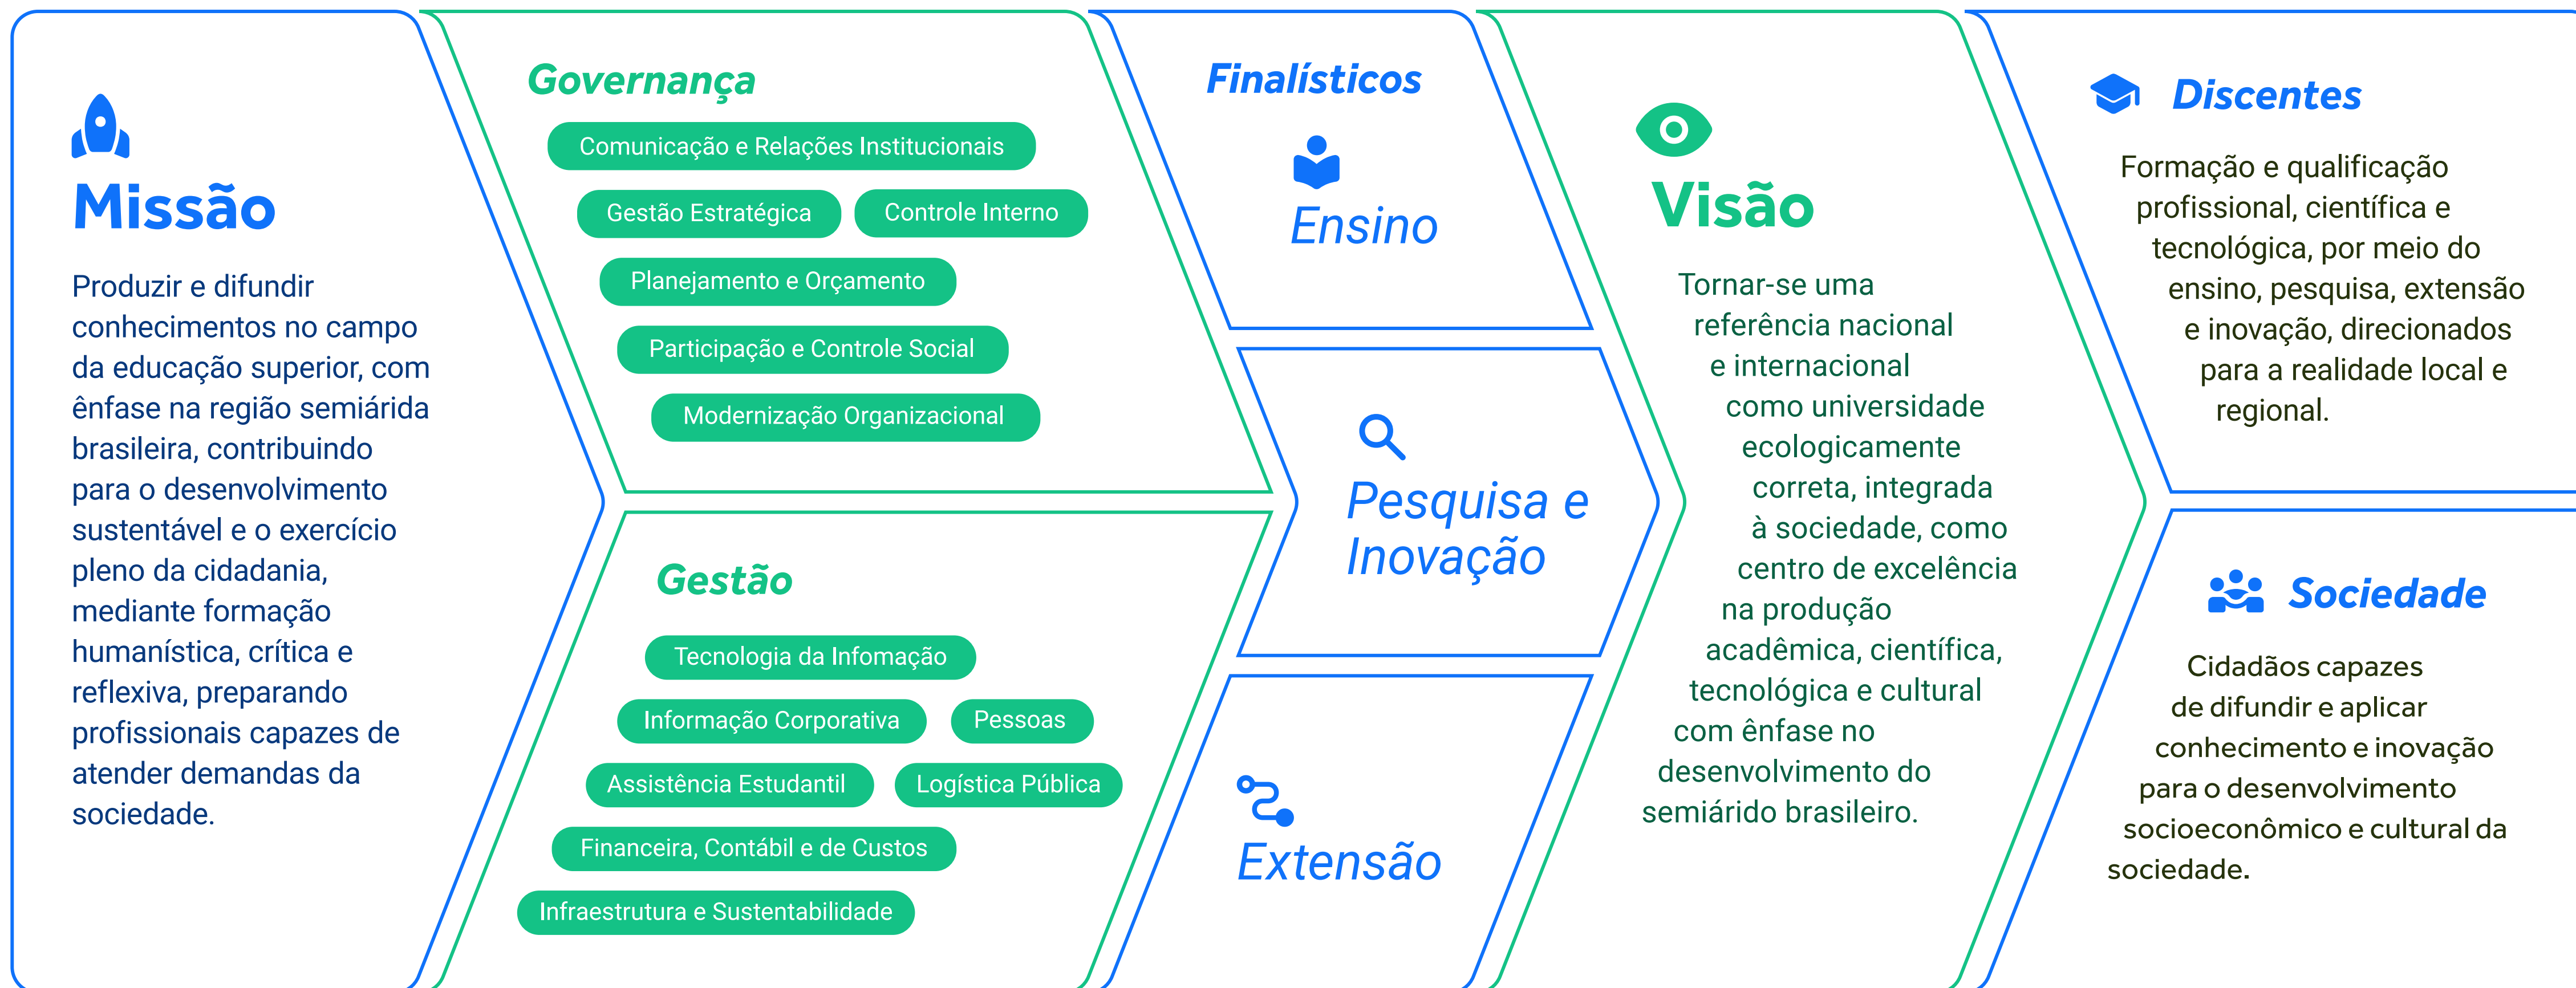 Missão
Produzir e difundir
conhecimentos no campo
da educação superior, com
ênfase na região semiárida
brasileira, contribuindo
para o desenvolvimento
sustentável e o exercício
pleno da cidadania,
mediante formação
humanística, crítica e
reflexiva, preparando
profissionais capazes de
atender demandas da
sociedade.
Governança
Comunicação e Relações Institucionais
Gestão Estratégica
Controle Interno
Planejamento e Orçamento
Participação e Controle Social
Modernização Organizacional
Gestão
Tecnologia da Infomação
Informação Corporativa
Pessoas
Assistência Estudantil
Logística Pública
Financeira, Contábil e de Custos
Infraestrutura e Sustentabilidade
Finalísticos
Ensino
Pesquisa e
Inovação
Extensão
Visão
Tornar-se uma
referência nacional
e internacional
como universidade
ecologicamente
correta, integrada
à sociedade, como
centro de excelência
na produção
acadêmica, científica,
tecnológica e cultural
com ênfase no
desenvolvimento do
semiárido brasileiro.
Discentes
Formação e qualificação
profissional, científica e
tecnológica, por meio do
ensino, pesquisa, extensão
e inovação, direcionados
para a realidade local e
regional.
Sociedade
Cidadãos capazes
de difundir e aplicar
conhecimento e inovação
para o desenvolvimento
socioeconômico e cultural da
sociedade.